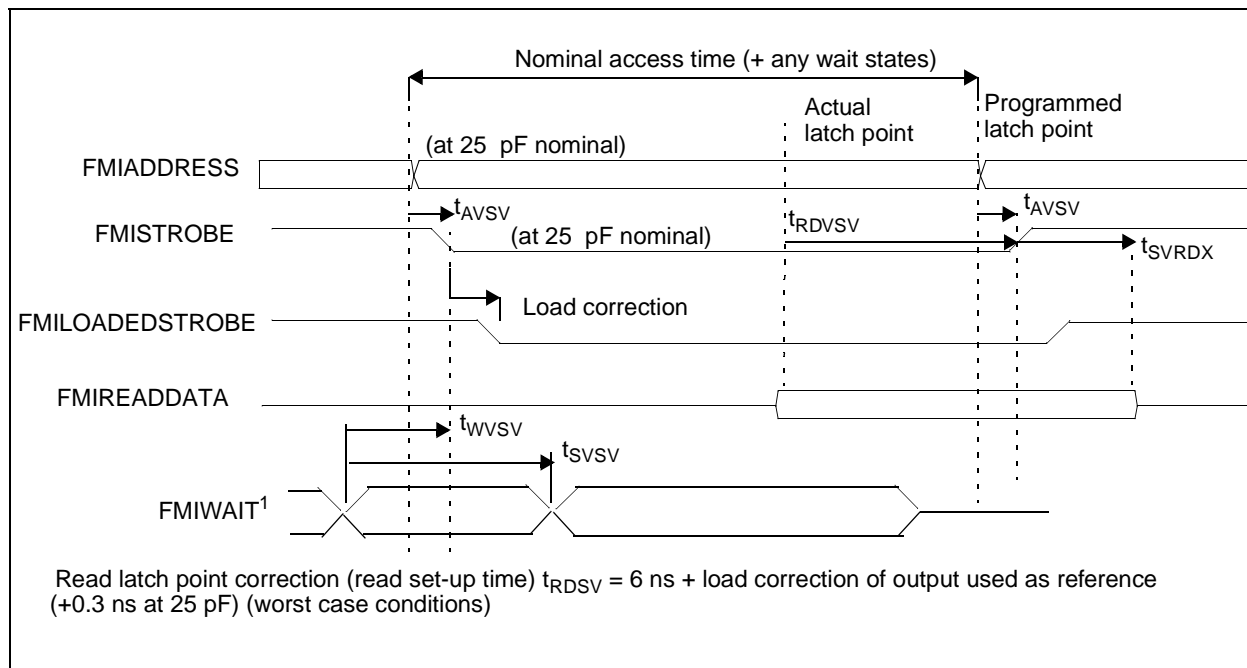 Nominal access time (+ any wait states)
Actual
latch point
Programmed
latch point
FMIADDRESS
(at 25 pF nominal)
tAVSV
tAVSV
FMISTROBE
(at 25 pF nominal)
tRDVSV
tSVRDX
Load correction
FMILOADEDSTROBE
FMIREADDATA
tWVSV
tSVSV
FMIWAIT1
Read latch point correction (read set-up time) tRDSV = 6 ns + load correction of output used as reference
(+0.3 ns at 25 pF) (worst case conditions)